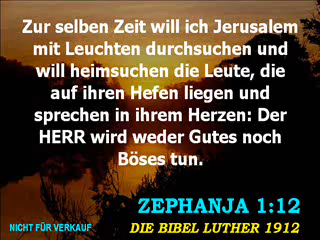 Zur selben Zeit will ich Jerusalem
mit Leuchten durchsuchen und
will heimsuchen die Leute, die
auf ihren Hefen liegen und
sprechen in ihrem Herzen: Der
HERR wird weder Gutes noch
Böses tun.
ZEPHANJA 1:12
NICHT FÜR VERKAUF
DIE BIBEL LUTHER 1912